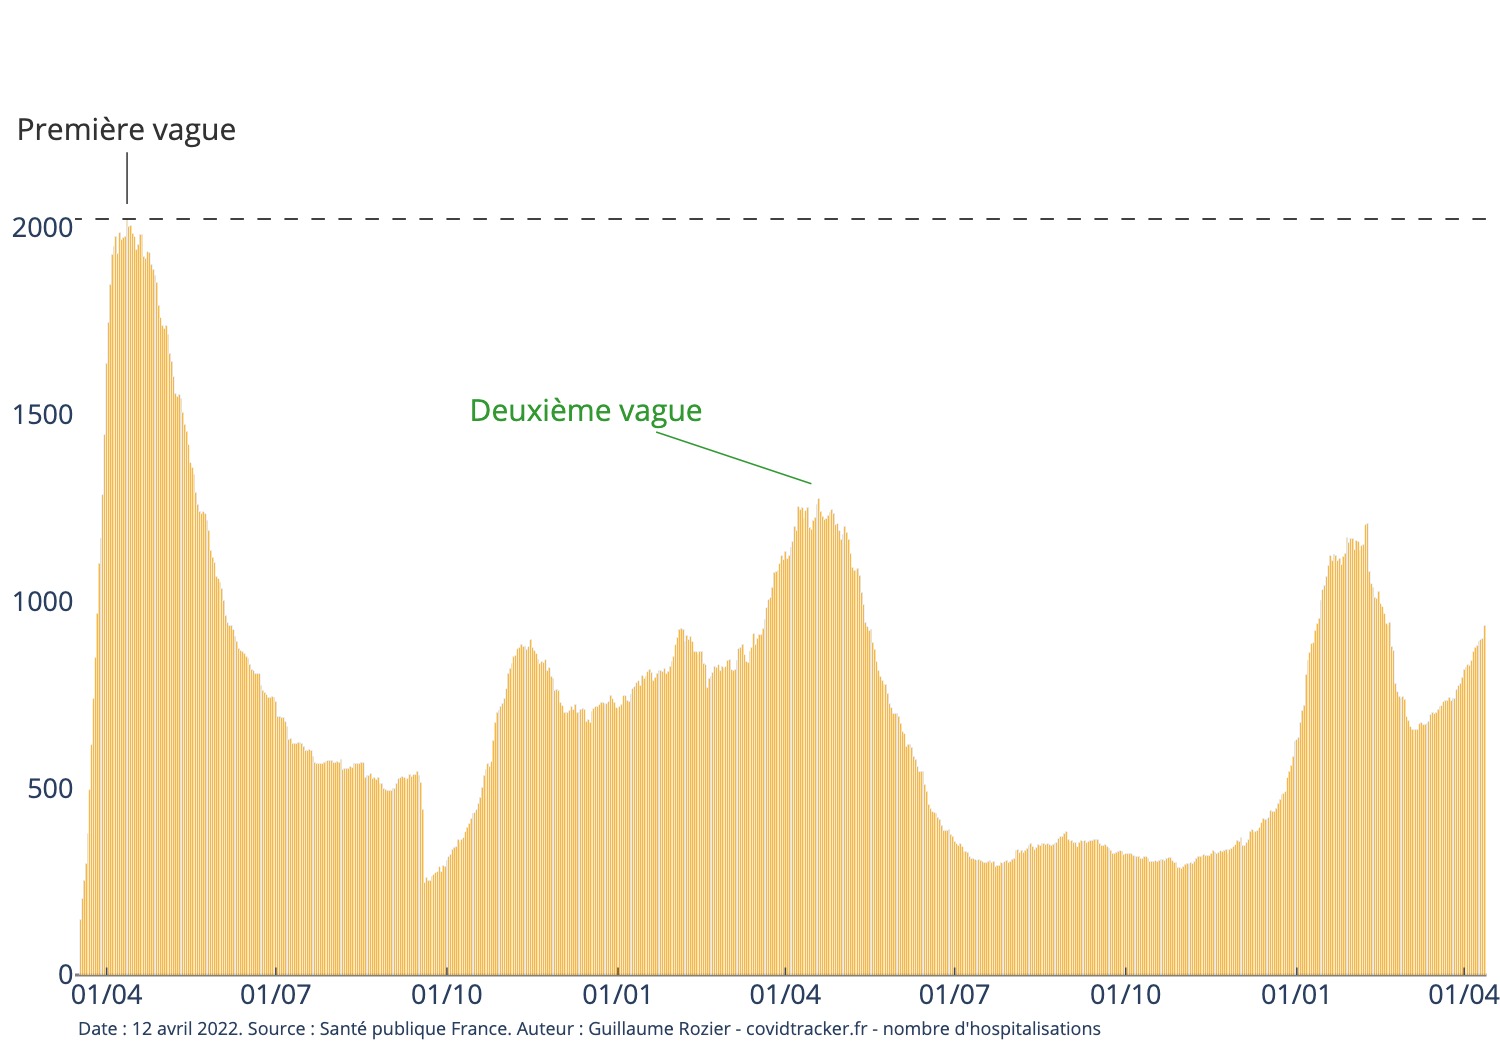 Première vague
2000
Deuxième vague
1500
1000
500
0
01/04 01/07 01/10 01/01 01/04 01/07 01/10 01/01 01/04
Date : 12 avril 2022. Source : Santé publique France. Auteur : Guillaume Rozier - covidtracker.fr - nombre d'hospitalisations